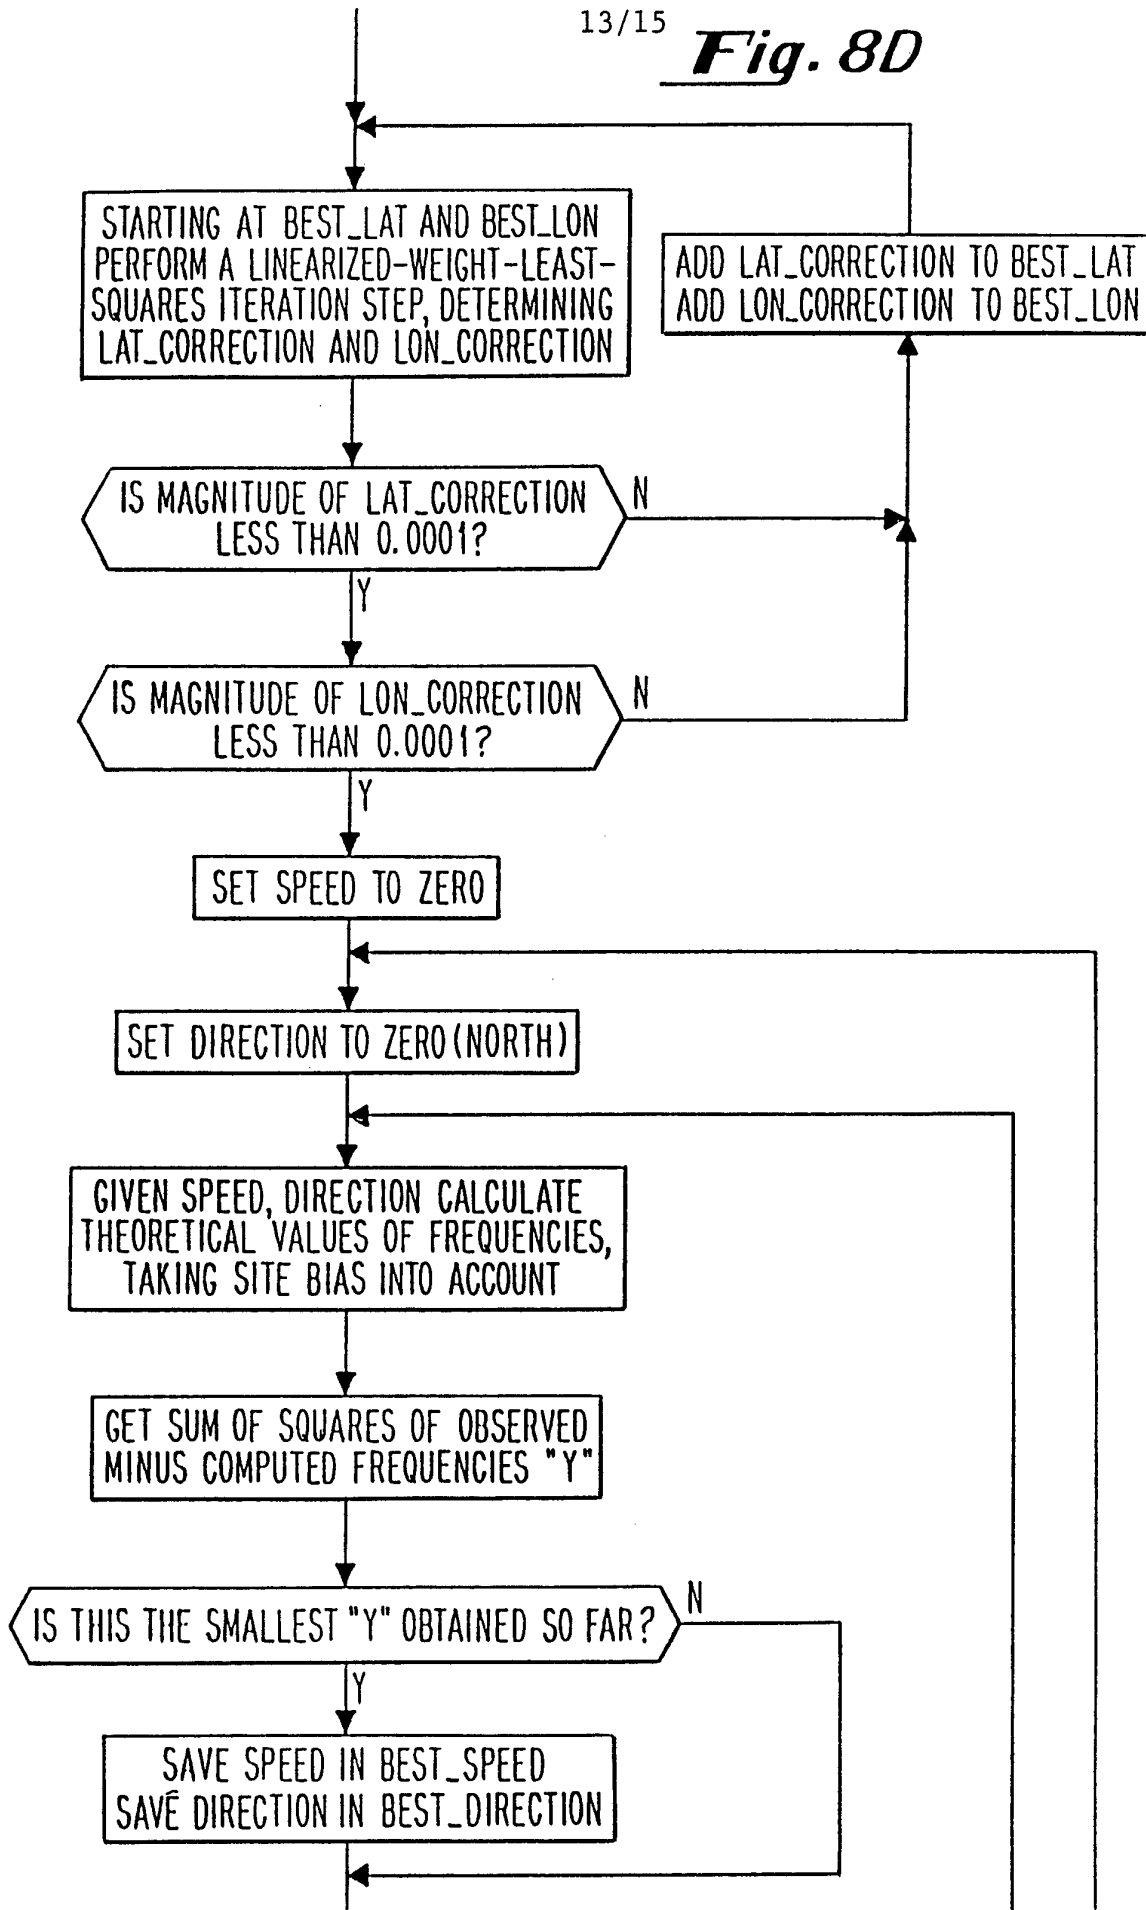 13/15
Fig. 8D
STARTING AT BEST_LAT AND BEST_LON
PERFORM A LINEARIZED-WEIGHT-LEAST-
SQUARES ITERATION STEP, DETERMINING
LAT_CORRECTION AND LON_CORRECTION
ADD LAT_CORRECTION TO BEST_LAT
ADD LON_CORRECTION TO BEST_LON
IS MAGNITUDE OF LAT_CORRECTION
LESS THAN 0.0001?
N
Y
IS MAGNITUDE OF LON_CORRECTION
LESS THAN 0.0001?
N
Y
SET SPEED TO ZERO
SET DIRECTION TO ZERO (NORTH)
GIVEN SPEED, DIRECTION CALCULATE
THEORETICAL VALUES OF FREQUENCIES,
TAKING SITE BIAS INTO ACCOUNT
GET SUM OF SQUARES OF OBSERVED
MINUS COMPUTED FREQUENCIES "Y"
IS THIS THE SMALLEST "Y" OBTAINED SO FAR?
N
Y
SAVE SPEED IN BEST_SPEED
SAVE DIRECTION IN BEST_DIRECTION